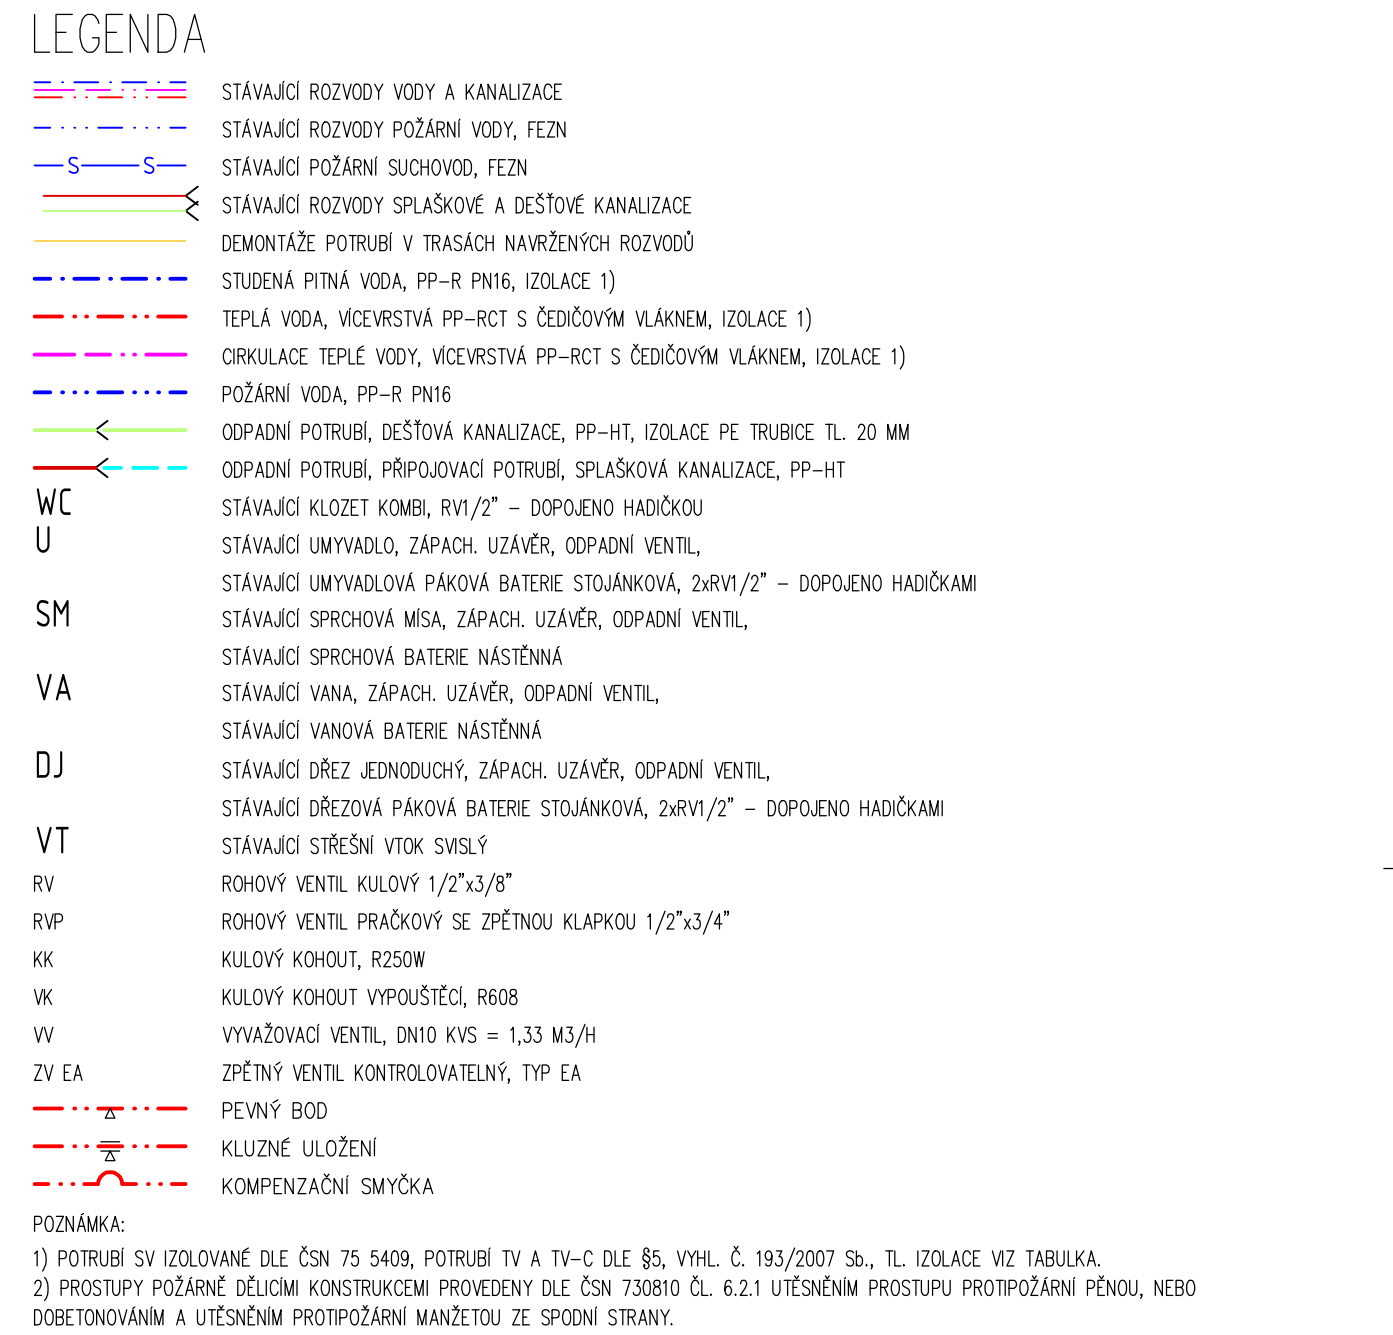 LEGENDA
STÁVAJÍCÍ ROZVODY VODY A KANALIZACE
STÁVAJÍCÍ ROZVODY POŽÁRNÍ VODY, FEZN
S S STÁVAJÍCÍ POŽÁRNÍ SUCHOVOD, FEZN
STÁVAJÍCÍ ROZVODY SPLAŠKOVÉ A DEŠŤOVÉ KANALIZACE
DEMONTÁŽE POTRUBÍ V TRASÁCH NAVRŽENÝCH ROZVODŮ
STUDENÁ PITNÁ VODA, PP-R PN16, IZOLACE 1)
TEPLÁ VODA, VÍCEVRSTVÁ PP-RCT S ČEDIČOVÝM VLÁKNEM, IZOLACE 1)
CIRKULACE TEPLÉ VODY, VÍCEVRSTVÁ PP-RCT S ČEDIČOVÝM VLÁKNEM, IZOLACE 1)
POŽÁRNÍ VODA, PP-R PN16
ODPADNÍ POTRUBÍ, DEŠŤOVÁ KANALIZACE, PP-HT, IZOLACE PE TRUBICE TL. 20 MM
ODPADNÍ POTRUBÍ, PŘIPOJOVACÍ POTRUBÍ, SPLAŠKOVÁ KANALIZACE, PP-HT
WC STÁVAJÍCÍ KLOZET KOMBI, RV1/2" - DOPOJENO HADIČKOU
U STÁVAJÍCÍ UMYVADLO, ZÁPACH. UZÁVĚR, ODPADNÍ VENTIL,
STÁVAJÍCÍ UMYVADLOVÁ PÁKOVÁ BATERIE STOJÁNKOVÁ, 2xRV1/2" - DOPOJENO HADIČKAMI
SM STÁVAJÍCÍ SPRCHOVÁ MÍSA, ZÁPACH. UZÁVĚR, ODPADNÍ VENTIL,
STÁVAJÍCÍ SPRCHOVÁ BATERIE NÁSTĚNNÁ
VA STÁVAJÍCÍ VANA, ZÁPACH. UZÁVĚR, ODPADNÍ VENTIL,
STÁVAJÍCÍ VANOVÁ BATERIE NÁSTĚNNÁ
DJ STÁVAJÍCÍ DŘEZ JEDNODUCHÝ, ZÁPACH. UZÁVĚR, ODPADNÍ VENTIL,
STÁVAJÍCÍ DŘEZOVÁ PÁKOVÁ BATERIE STOJÁNKOVÁ, 2xRV1/2" - DOPOJENO HADIČKAMI
VT STÁVAJÍCÍ STŘEŠNÍ VTOK SVISLÝ
RV ROHOVÝ VENTIL KULOVÝ 1/2"x3/8"
RVP ROHOVÝ VENTIL PRAČKOVÝ SE ZPĚTNOU KLAPKOU 1/2"x3/4"
KK KULOVÝ KOHOUT, R250W
VK KULOVÝ KOHOUT VYPOUŠTĚCÍ, R608
VV VYVAŽOVACÍ VENTIL, DN10 KVS = 1,33 M3/H
ZV EA ZPĚTNÝ VENTIL KONTROLOVATELNÝ, TYP EA
PEVNÝ BOD
KLUZNÉ ULOŽENÍ
KOMPENZAČNÍ SMYČKA
POZNÁMKA:
1) POTRUBÍ SV IZOLOVANÉ DLE ČSN 75 5409, POTRUBÍ TV A TV-C DLE §5, VYHL. Č. 193/2007 Sb., TL. IZOLACE VIZ TABULKA.
2) PROSTUPY POŽÁRNĚ DĚLICÍMI KONSTRUKCEMI PROVEDENY DLE ČSN 730810 ČL. 6.2.1 UTĚSNĚNÍM PROSTUPU PROTIPOŽÁRNÍ PĚNOU, NEBO
DOBETONOVÁNÍM A UTĚSNĚNÍM PROTIPOŽÁRNÍ MANŽETOU ZE SPODNÍ STRANY.